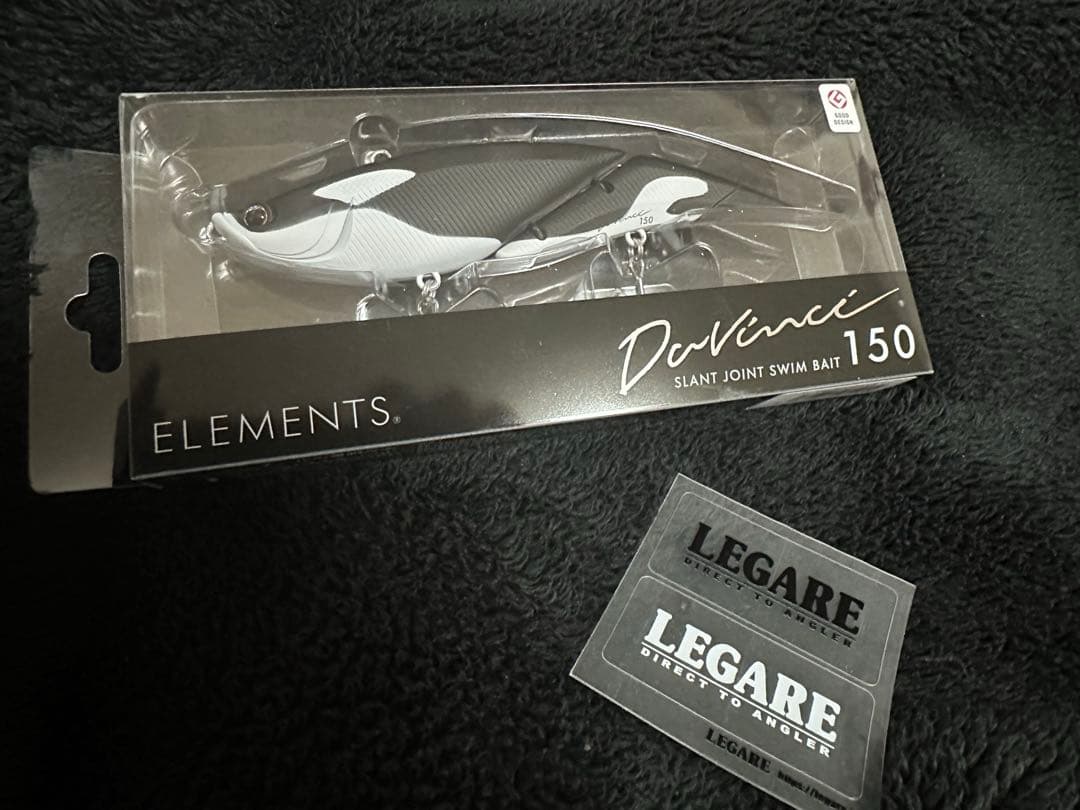 GOOD
DESIGN
150
DaVinci 150
SLANT JOINT SWIM BAIT
ELEMENTS®
LEGARE
DIRECT TO ANGLER
LEGARE
DIRECT TO ANGLER
LEGARE